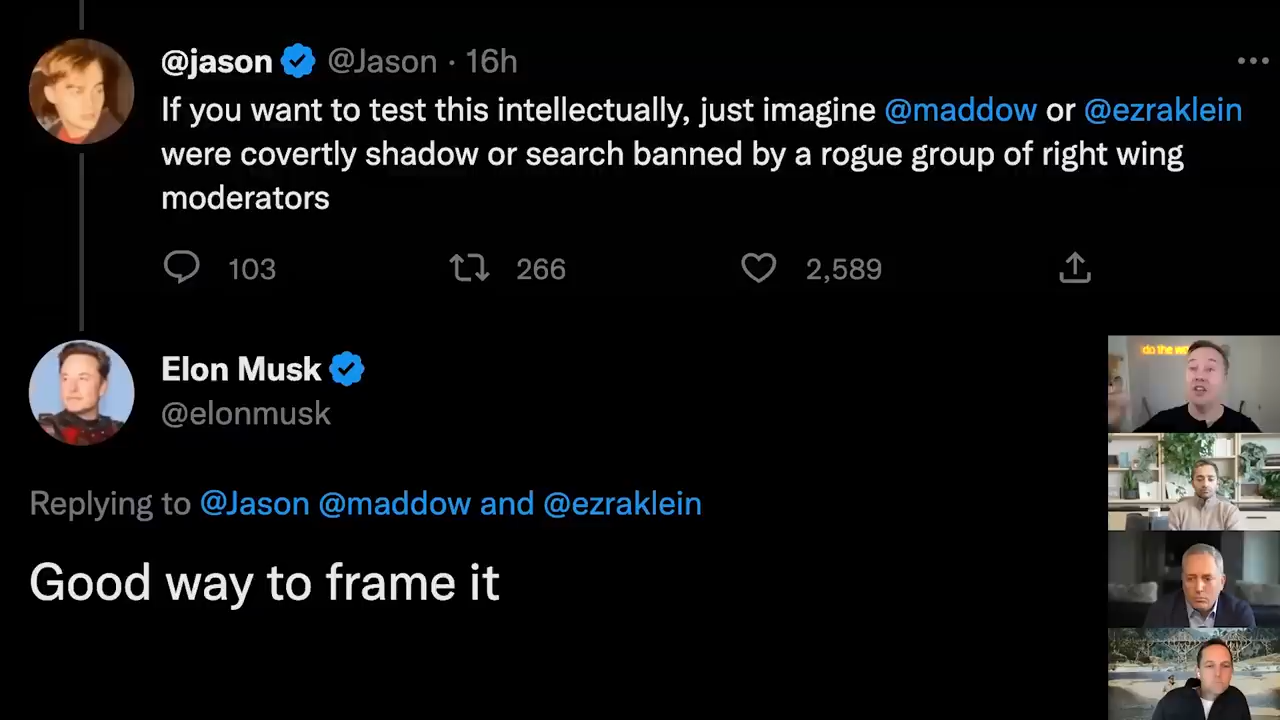 @jason @Jason · 16h
If you want to test this intellectually, just imagine @maddow or @ezraklein
were covertly shadow or search banned by a rogue group of right wing
moderators
103 266 2,589
Elon Musk
@elonmusk
Replying to @Jason @maddow and @ezraklein
Good way to frame it
do the